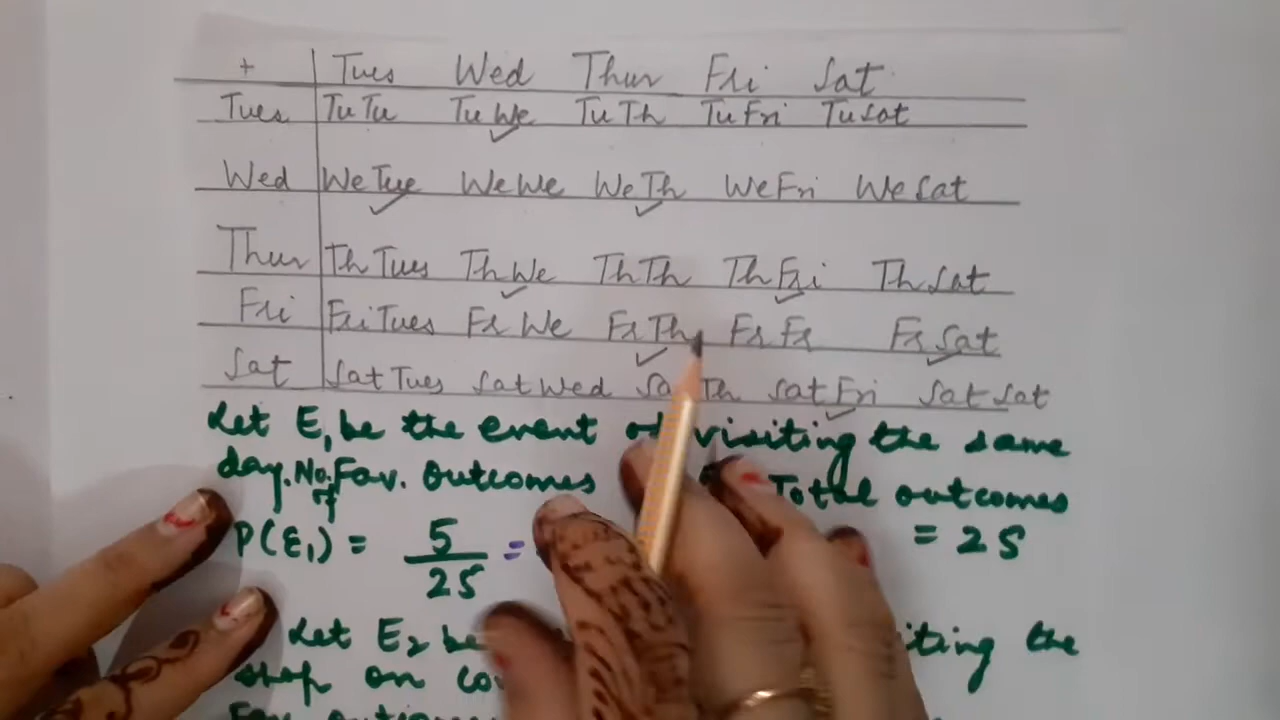 + Tues Wed Thur Fri Sat
Tues TuTu TuWe TuTh TuFri TuSat
Wed WeTue WeWe WeTh WeFri WeSat
Thur ThTues ThWe ThTh ThFri ThSat
Fri FriTues FrWe FrTh FrFr FrSat
Sat SatTues SatWed Sa Th SatFri SatSat
Let E₁ be the event of visiting the same
day. No. of Fav. outcomes Total outcomes
P(E₁) = 5/25 = = 25
Let E₂ be iting the
shop on co
Fav